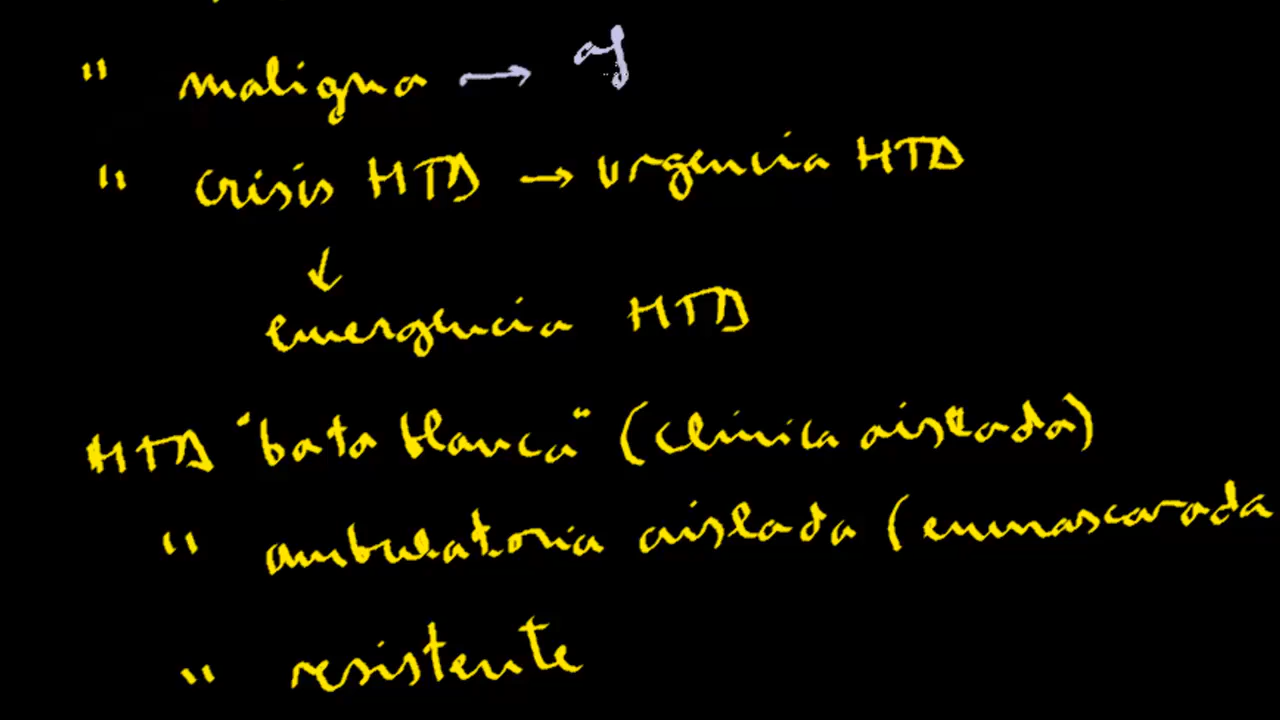 " maligna →
" crisis HTA → urgencia HTA
↓
emergencia HTA
HTA "bata blanca" (clínica aislada)
" ambulatoria aislada (enmascarada
" resistente